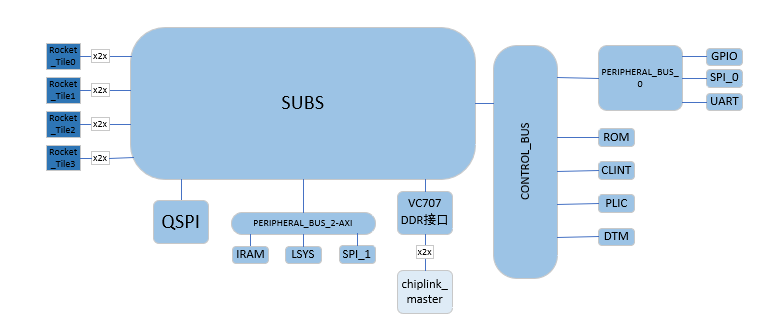 Rocket
_Tile0
x2x
Rocket
_Tile1
x2x
Rocket
_Tile2
x2x
Rocket
_Tile3
x2x
SUBS
QSPI
PERIPHERAL_BUS_2-AXI
IRAM
LSYS
SPI_1
VC707
DDR接口
x2x
chiplink_
master
CONTROL_BUS
PERIPHERAL_BUS_
0
GPIO
SPI_0
UART
ROM
CLINT
PLIC
DTM